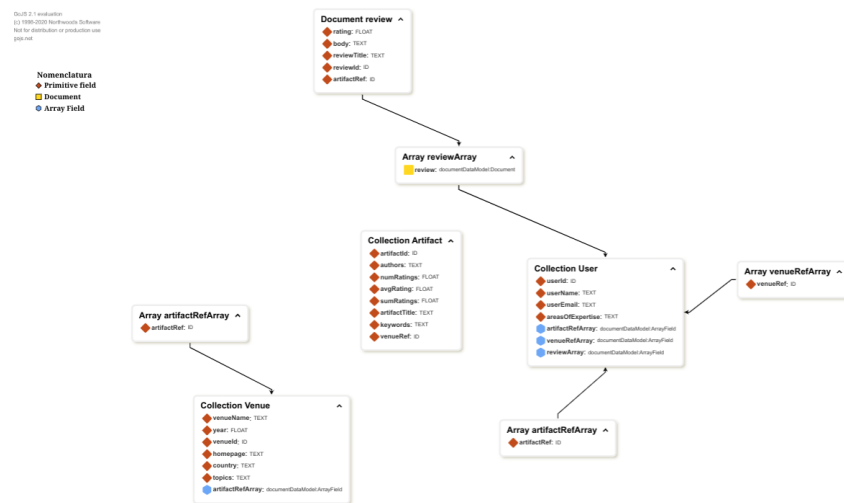 GoJS 2.1 evaluation
(c) 1998-2020 Northwoods Software
Not for distribution or production use
gojs.net
Nomenclatura
Primitive field
Document
Array Field
Document review
rating: FLOAT
body: TEXT
reviewTitle: TEXT
reviewId: ID
artifactRef: ID
Array reviewArray
review: documentDataModel:Document
Collection Artifact
artifactId: ID
authors: TEXT
numRatings: FLOAT
avgRating: FLOAT
sumRatings: FLOAT
artifactTitle: TEXT
keywords: TEXT
venueRef: ID
Collection User
userId: ID
userName: TEXT
userEmail: TEXT
areasOfExpertise: TEXT
artifactRefArray: documentDataModel:ArrayField
venueRefArray: documentDataModel:ArrayField
reviewArray: documentDataModel:ArrayField
Array venueRefArray
venueRef: ID
Array artifactRefArray
artifactRef: ID
Collection Venue
venueName: TEXT
year: FLOAT
venueId: ID
homepage: TEXT
country: TEXT
topics: TEXT
artifactRefArray: documentDataModel:ArrayField
Array artifactRefArray
artifactRef: ID